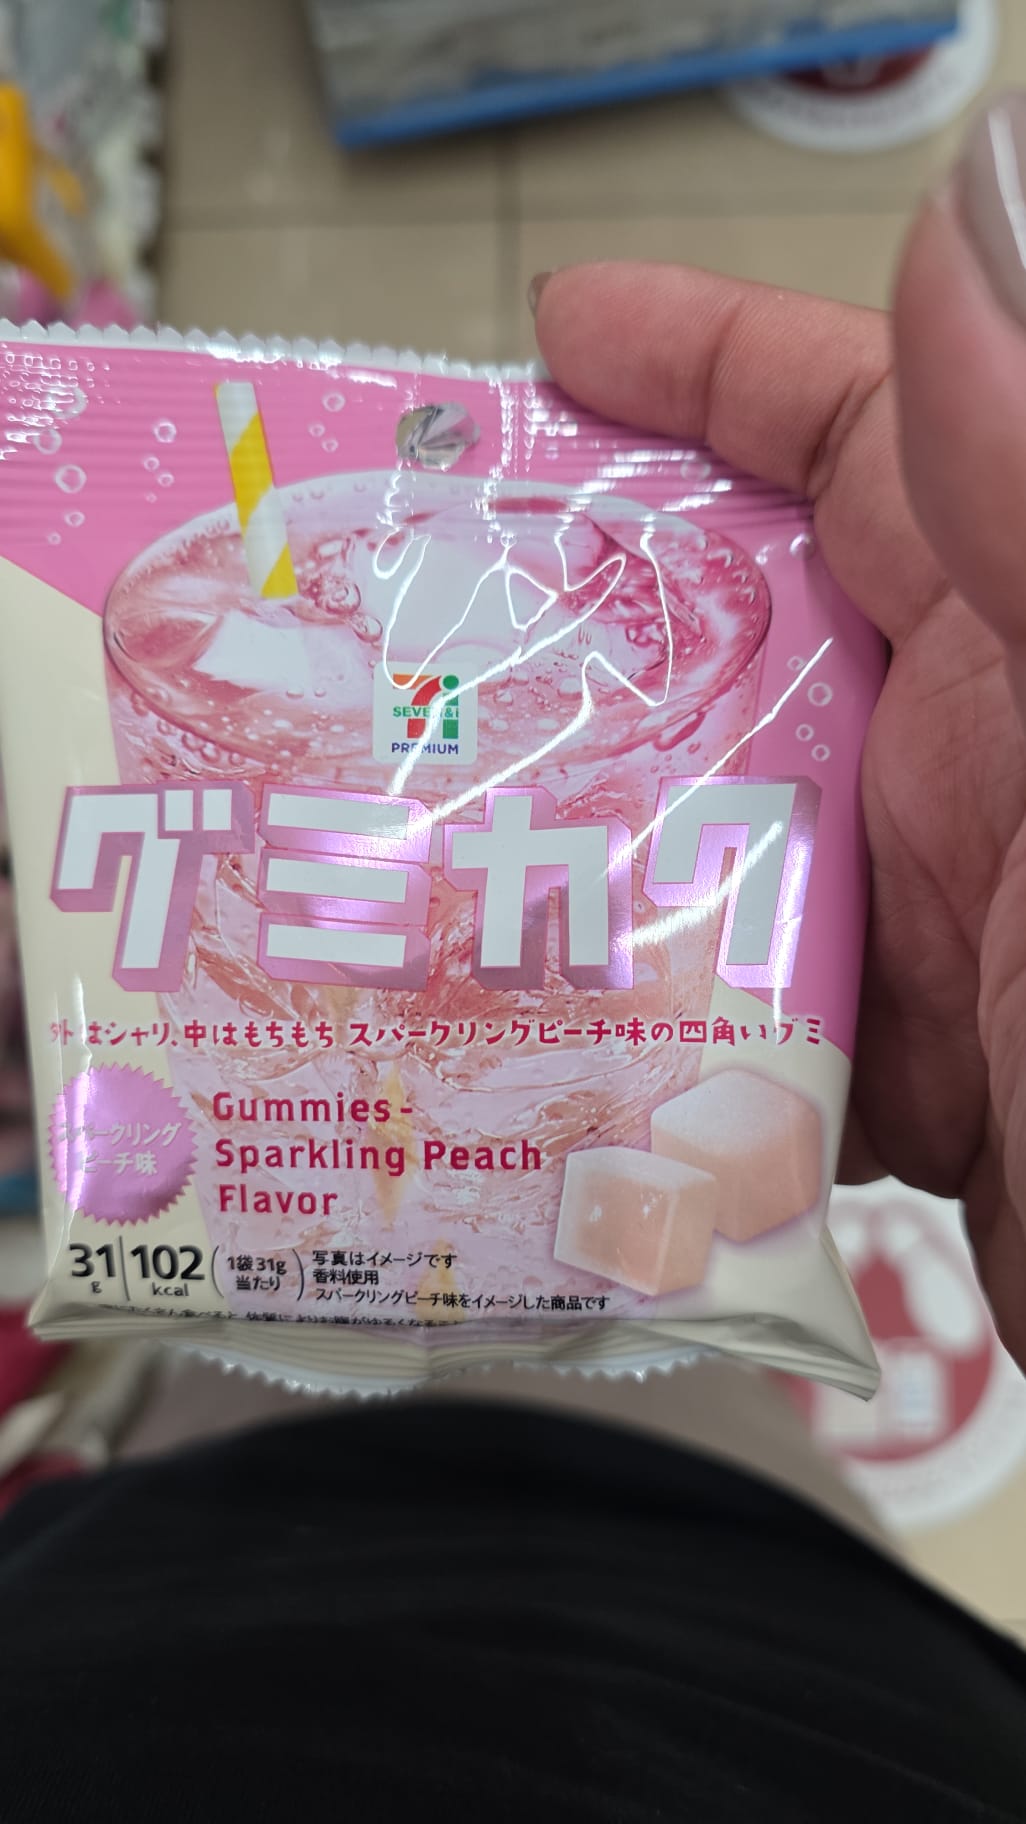 SEVEN&i
PREMIUM
グミカク
外はシャリ、中はもちもち スパークリングピーチ味の四角いグミ
スパークリング
ピーチ味
Gummies-
Sparkling Peach
Flavor
31g 102kcal (1袋31g当たり)
写真はイメージです
香料使用
スパークリングピーチ味をイメージした商品です